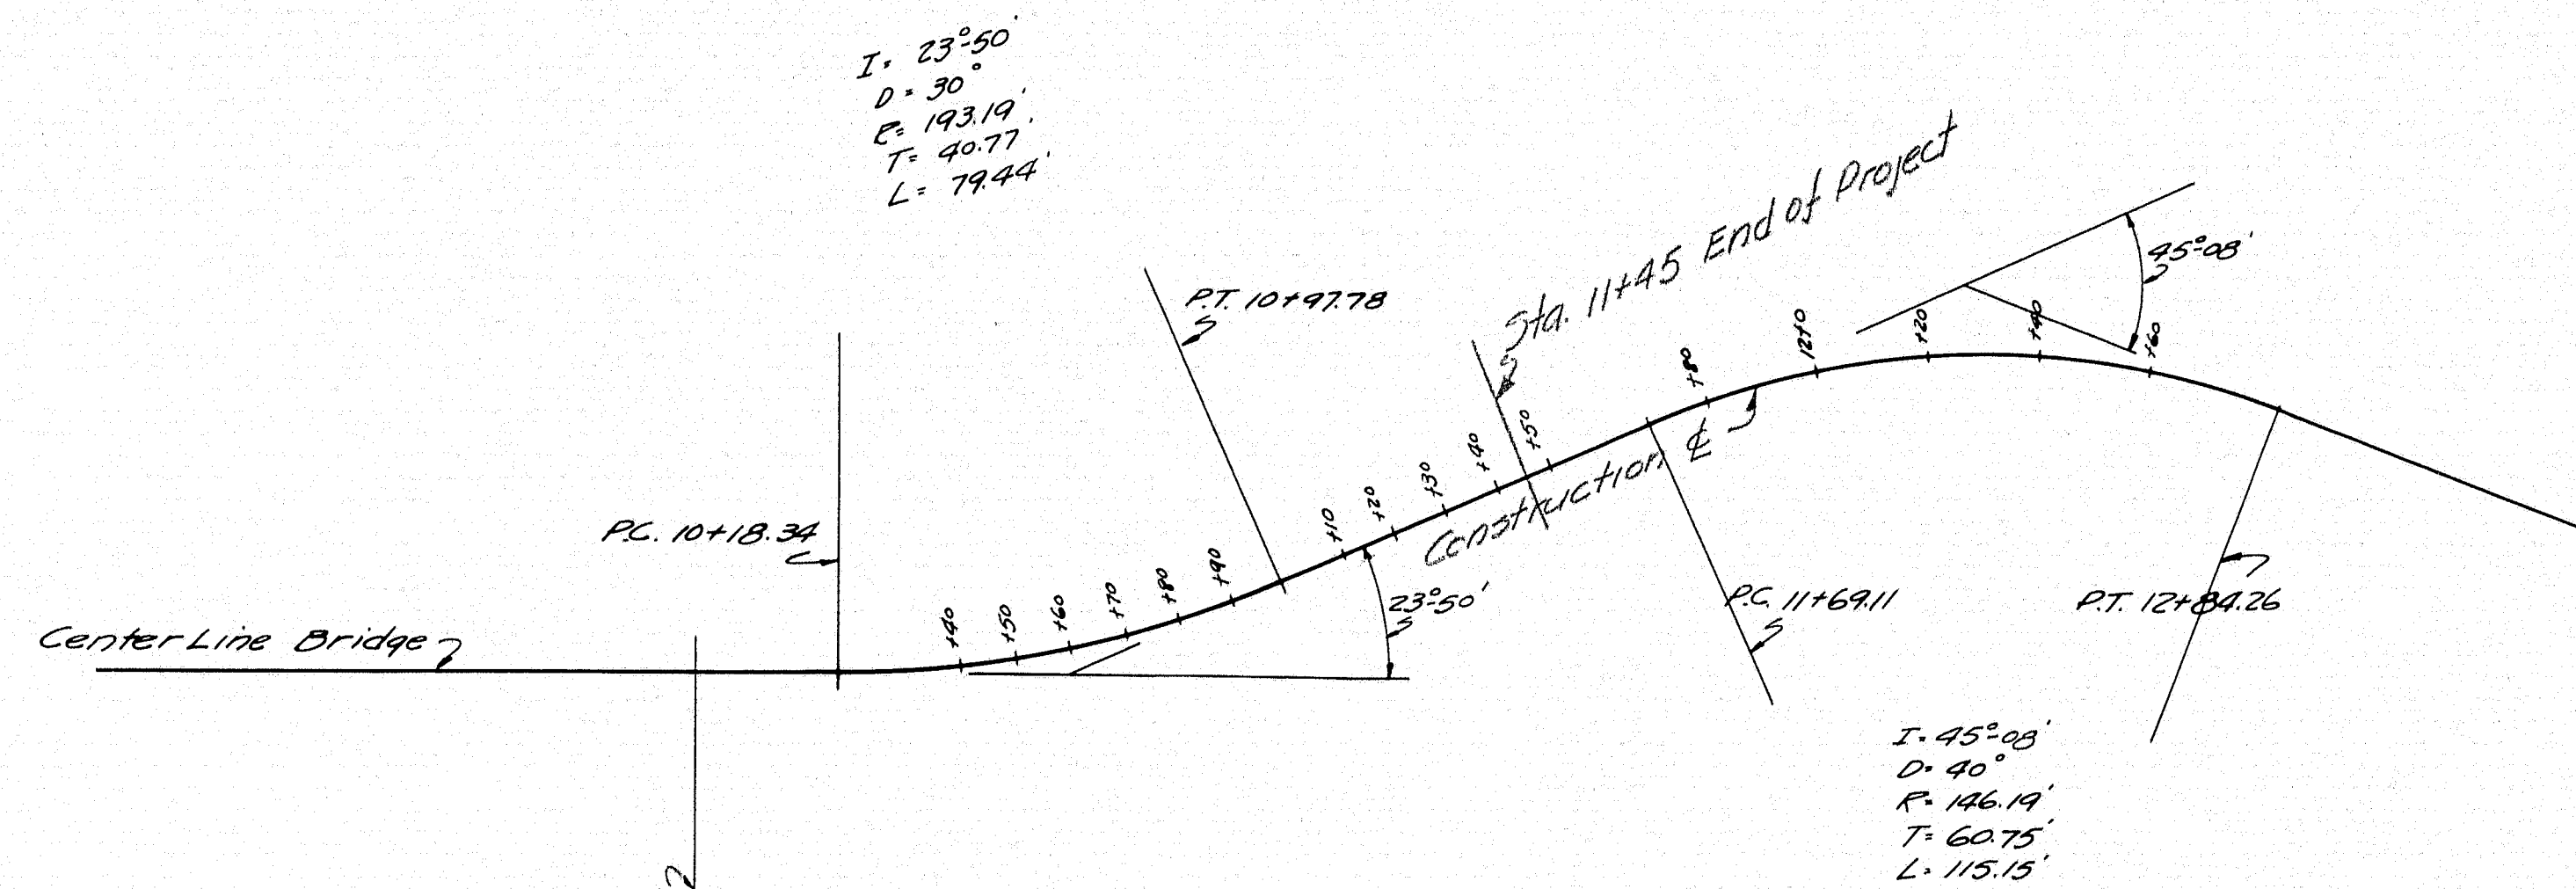 I= 23°-50'
D= 30°
R= 193.19'
T= 40.77'
L= 79.44'
Sta. 11+45 End of Project
45°-08'
P.T. 10+97.78
+80
12+0
+20
+40
+60
+50
+40
+30
+20
+10
Construction ℄
P.C. 10+18.34
+90
+80
+70
+60
+50
+40
23°-50'
P.C. 11+69.11
P.T. 12+84.26
Center Line Bridge
I= 45°-08'
D= 40°
R= 146.19'
T= 60.75'
L= 115.15'